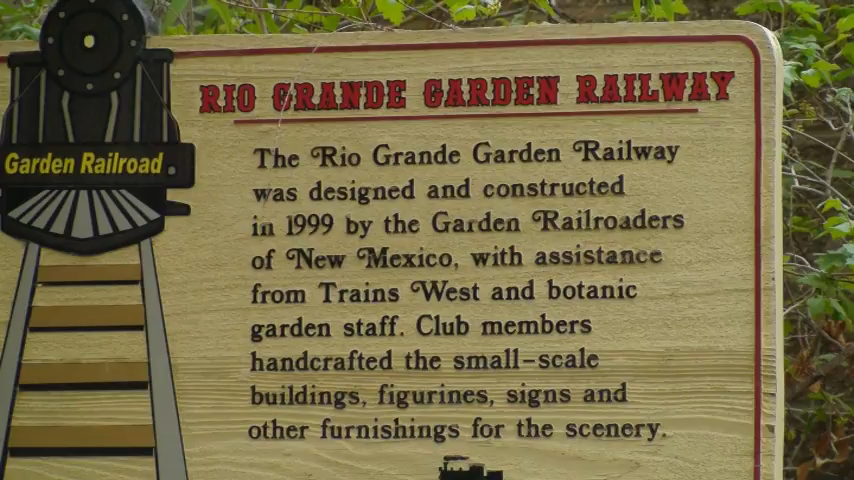 RIO GRANDE GARDEN RAILWAY
Garden Railroad
The Rio Grande Garden Railway
was designed and constructed
in 1999 by the Garden Railroaders
of New Mexico, with assistance
from Trains West and botanic
garden staff. Club members
handcrafted the small-scale
buildings, figurines, signs and
other furnishings for the scenery.